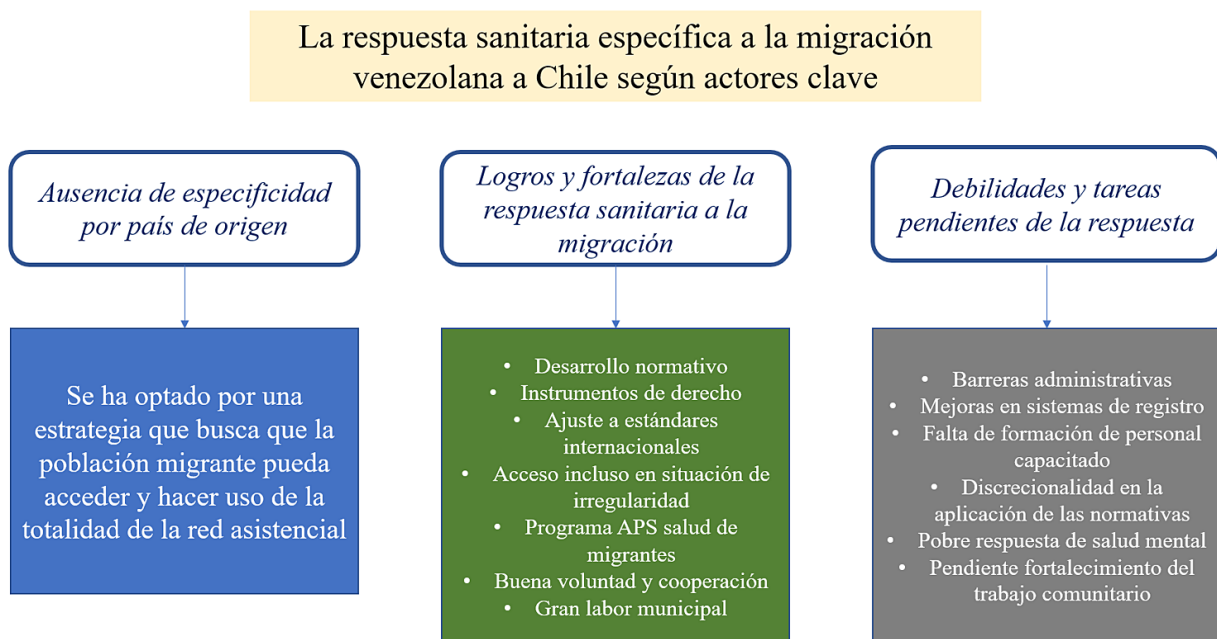 La respuesta sanitaria específica a la migración
venezolana a Chile según actores clave
Ausencia de especificidad
por país de origen
Logros y fortalezas de la
respuesta sanitaria a la
migración
Debilidades y tareas
pendientes de la respuesta
Se ha optado por una
estrategia que busca que la
población migrante pueda
acceder y hacer uso de la
totalidad de la red asistencial
• Desarrollo normativo
• Instrumentos de derecho
• Ajuste a estándares
internacionales
• Acceso incluso en situación de
irregularidad
• Programa APS salud de
migrantes
• Buena voluntad y cooperación
• Gran labor municipal
• Barreras administrativas
• Mejoras en sistemas de registro
• Falta de formación de personal
capacitado
• Discrecionalidad en la
aplicación de las normativas
• Pobre respuesta de salud mental
• Pendiente fortalecimiento del
trabajo comunitario